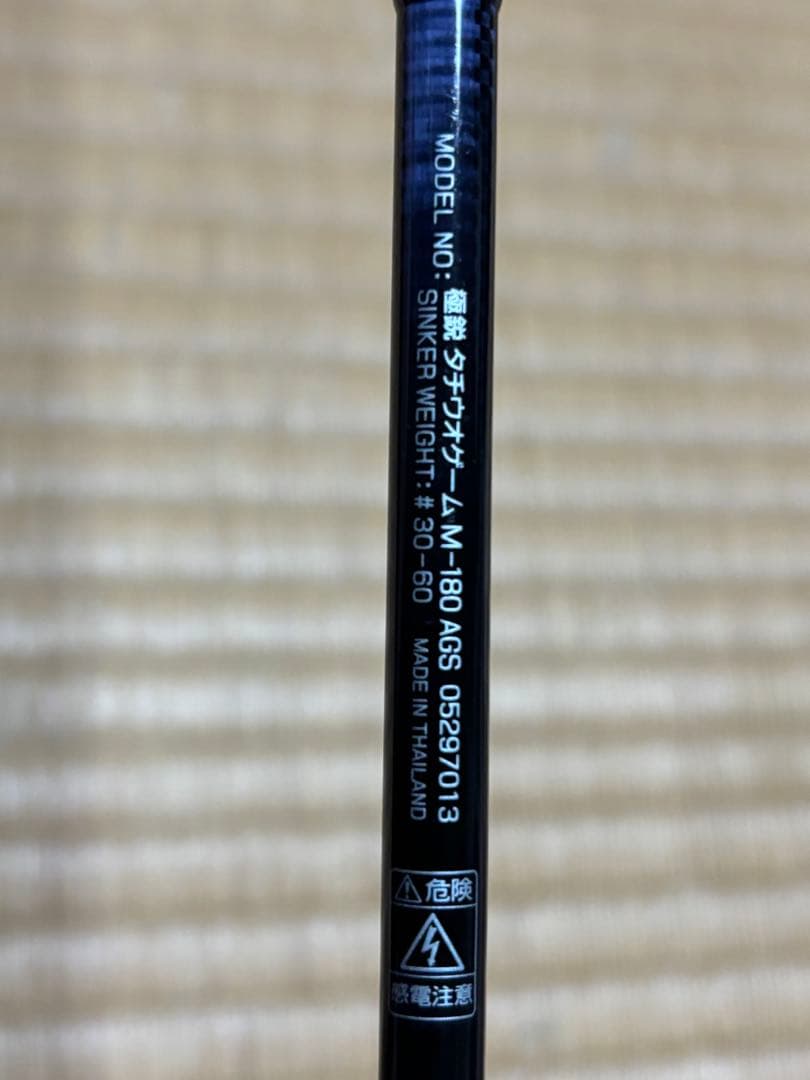 MODEL NO: 極鋭 タチウオゲームM-180 AGS 05297013
SINKER WEIGHT: # 30-60 MADE IN THAILAND
危険
感電注意